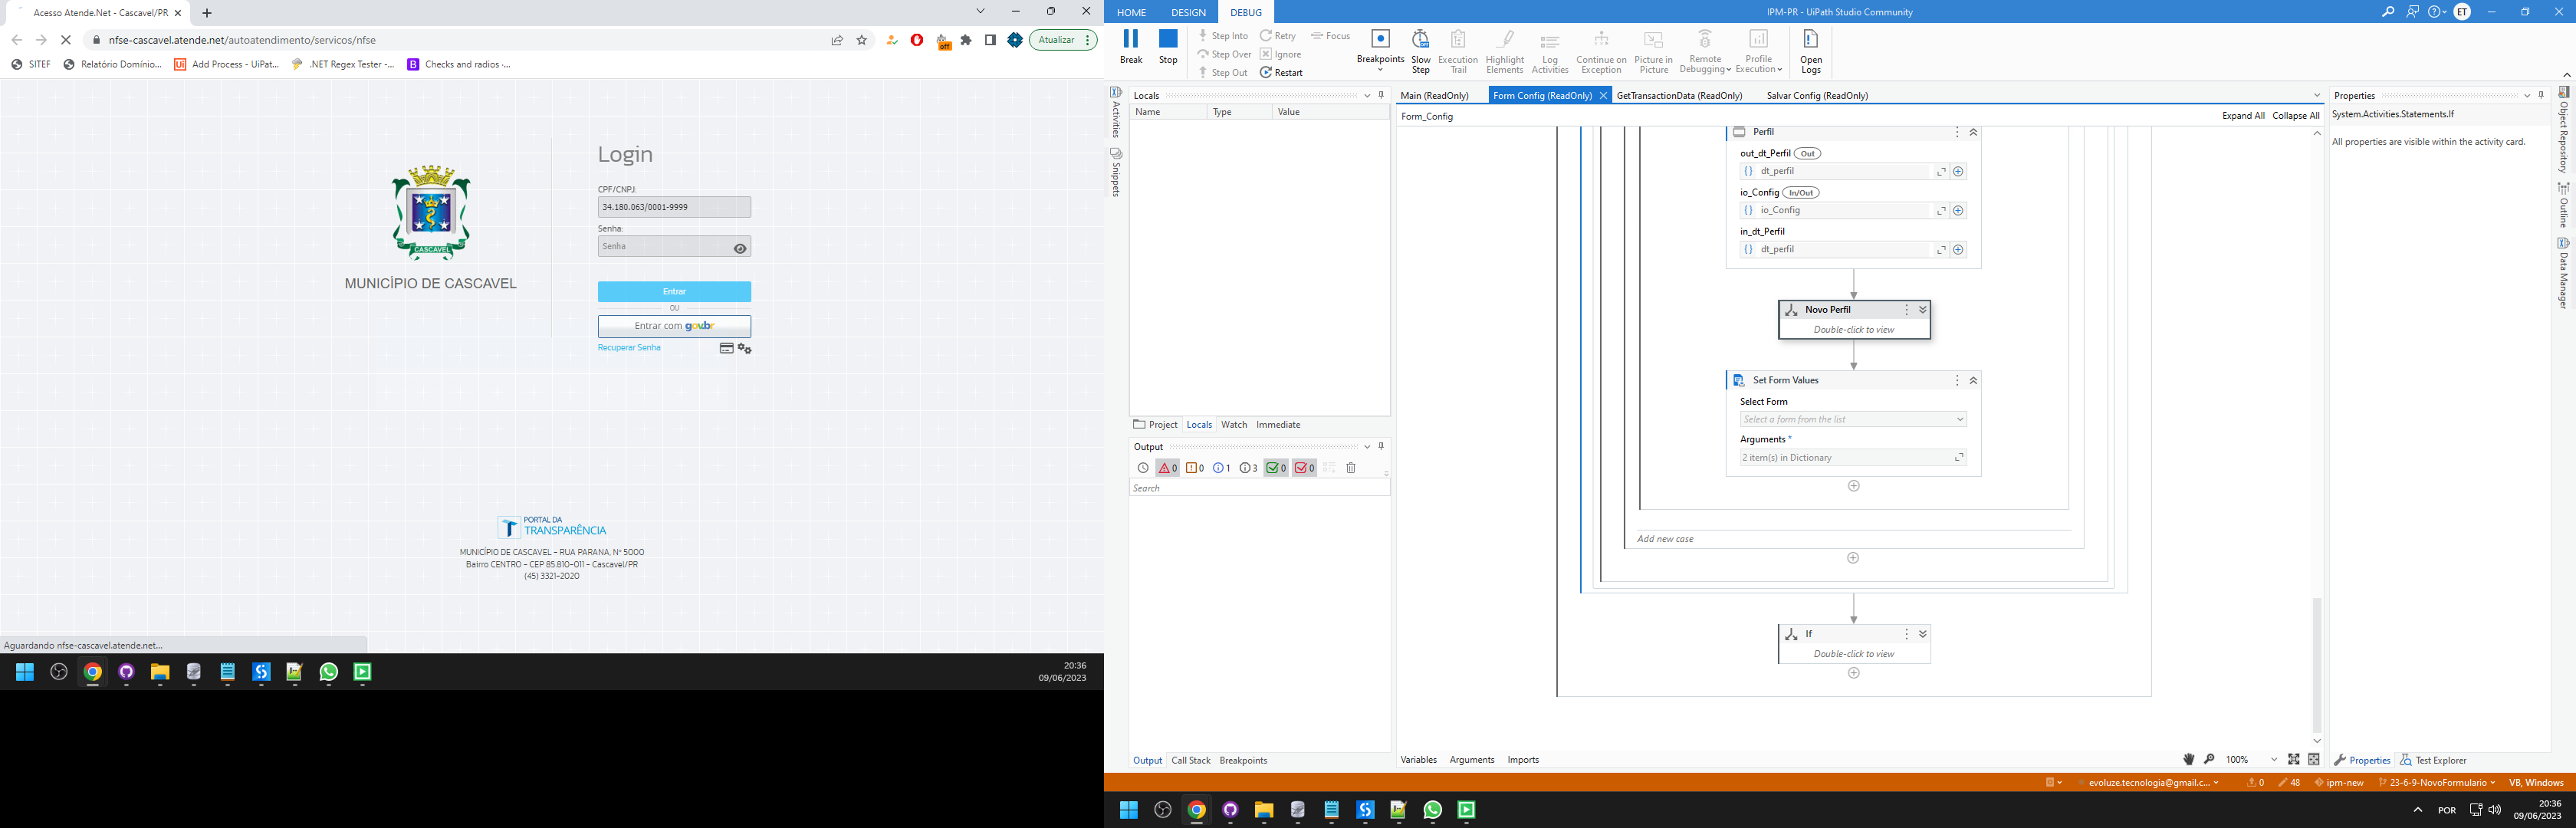 Acesso Atende.Net - Cascavel/PR
nfse-cascavel.atende.net/autoatendimento/servicos/nfse
off
Atualizar
SITEF
Relatório Domínio...
Add Process - UiPat...
.NET Regex Tester -...
Checks and radios ·...
Login
CPF/CNPJ:
34.180.063/0001-9999
Senha:
Senha
Entrar
OU
Entrar com gov.br
Recuperar Senha
CASCAVEL
MUNICÍPIO DE CASCAVEL
PORTAL DA
TRANSPARÊNCIA
MUNICÍPIO DE CASCAVEL - RUA PARANA, Nº 5000
Bairro CENTRO - CEP 85.810-011 - Cascavel/PR
(45) 3321-2020
Aguardando nfse-cascavel.atende.net...
20:36
09/06/2023
HOME DESIGN DEBUG
IPM-PR - UiPath Studio Community
ET
Break
Stop
Step Into
Step Over
Step Out
Retry
Ignore
Restart
Focus
Breakpoints
Slow Step
Execution Trail
Highlight Elements
Log Activities
Continue on Exception
Picture in Picture
Remote Debugging
Profile Execution
Open Logs
Activities
Snippets
Locals
Name Type Value
Project Locals Watch Immediate
Output
0 0 1 3 0 0
Search
Output Call Stack Breakpoints
Main (ReadOnly) Form Config (ReadOnly) GetTransactionData (ReadOnly) Salvar Config (ReadOnly)
Form_Config
Expand All Collapse All
Perfil
out_dt_Perfil Out
dt_perfil
io_Config In/Out
io_Config
in_dt_Perfil
dt_perfil
Novo Perfil
Double-click to view
Set Form Values
Select Form
Select a form from the list
Arguments *
2 item(s) in Dictionary
Add new case
If
Double-click to view
Variables Arguments Imports
100%
Properties
System.Activities.Statements.If
All properties are visible within the activity card.
Properties Test Explorer
Object Repository
Outline
Data Manager
evoluze.tecnologia@gmail.c... 0 48 ipm-new 23-6-9-NovoFormulario VB, Windows
POR
20:36
09/06/2023